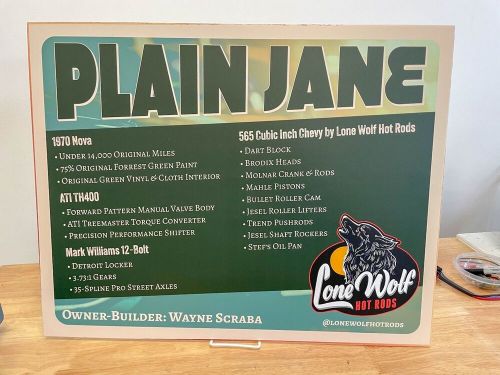 PLAIN JANE
1970 Nova
• Under 14,000 Original Miles
• 75% Original Forrest Green Paint
• Original Green Vinyl & Cloth Interior
ATI TH400
• Forward Pattern Manual Valve Body
• ATI Treemaster Torque Converter
• Precision Performance Shifter
Mark Williams 12-Bolt
• Detroit Locker
• 3.73:1 Gears
• 35-Spline Pro Street Axles
565 Cubic Inch Chevy by Lone Wolf Hot Rods
• Dart Block
• Brodix Heads
• Molnar Crank & Rods
• Mahle Pistons
• Bullet Roller Cam
• Jesel Roller Lifters
• Trend Pushrods
• Jesel Shaft Rockers
• Stef's Oil Pan
Lone Wolf
HOT RODS
Owner-Builder: Wayne Scraba
@lonewolfhotrods